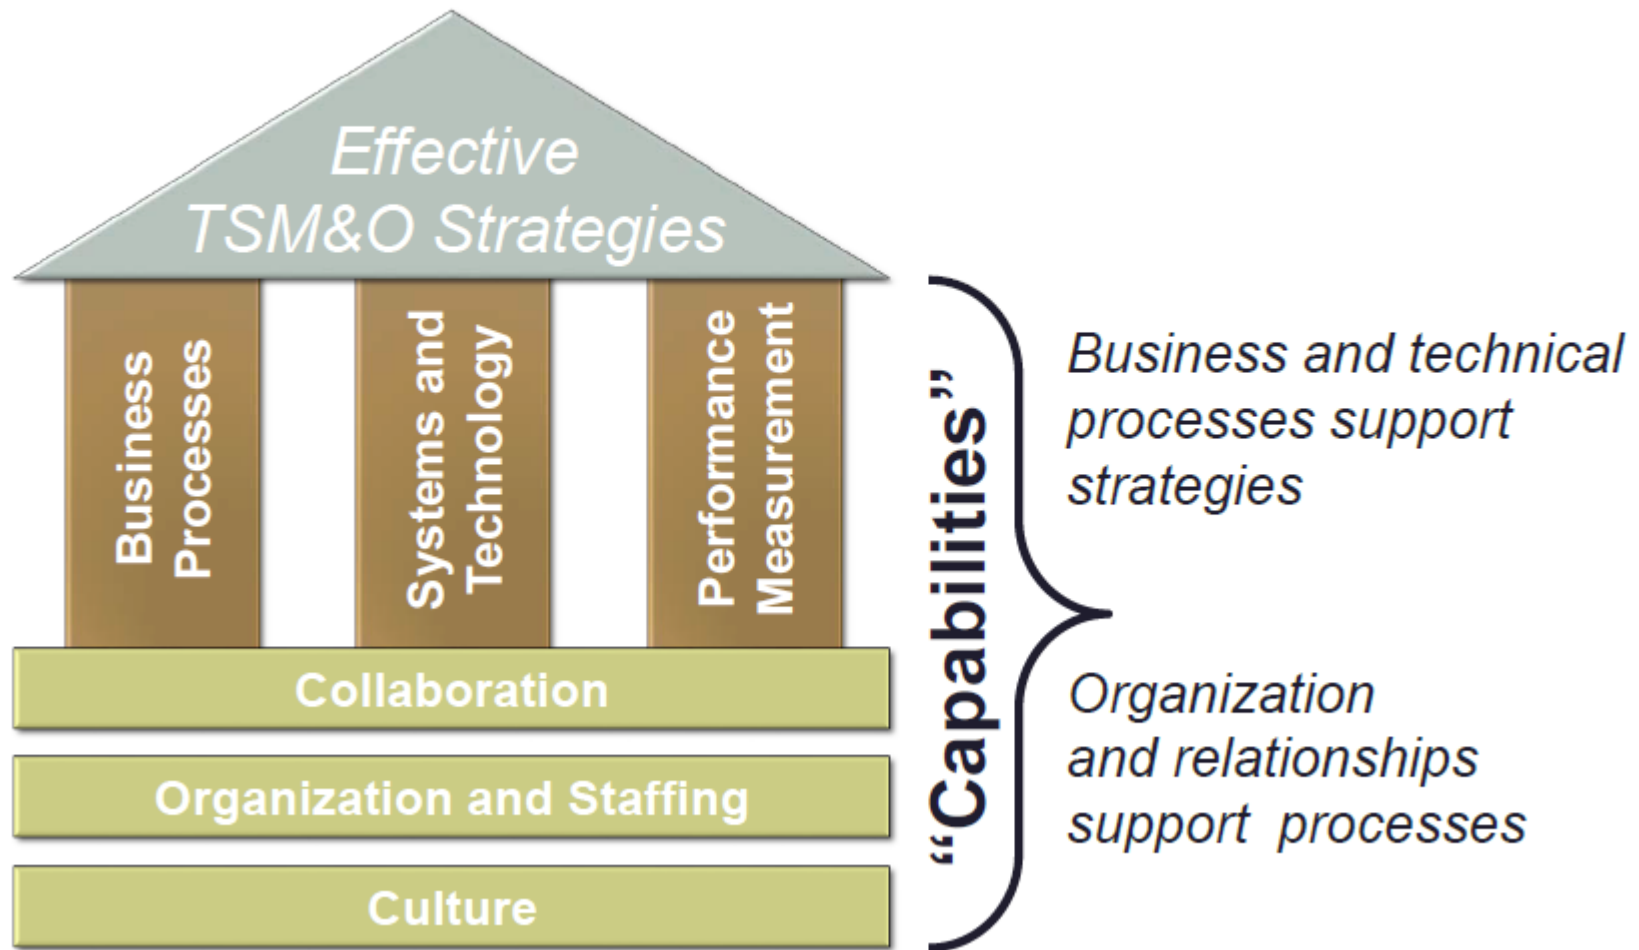 Effective
TSM&O Strategies
Business
Processes
Systems and
Technology
Performance
Measurement
Collaboration
Organization and Staffing
Culture
“Capabilities”
Business and technical
processes support
strategies
Organization
and relationships
support processes